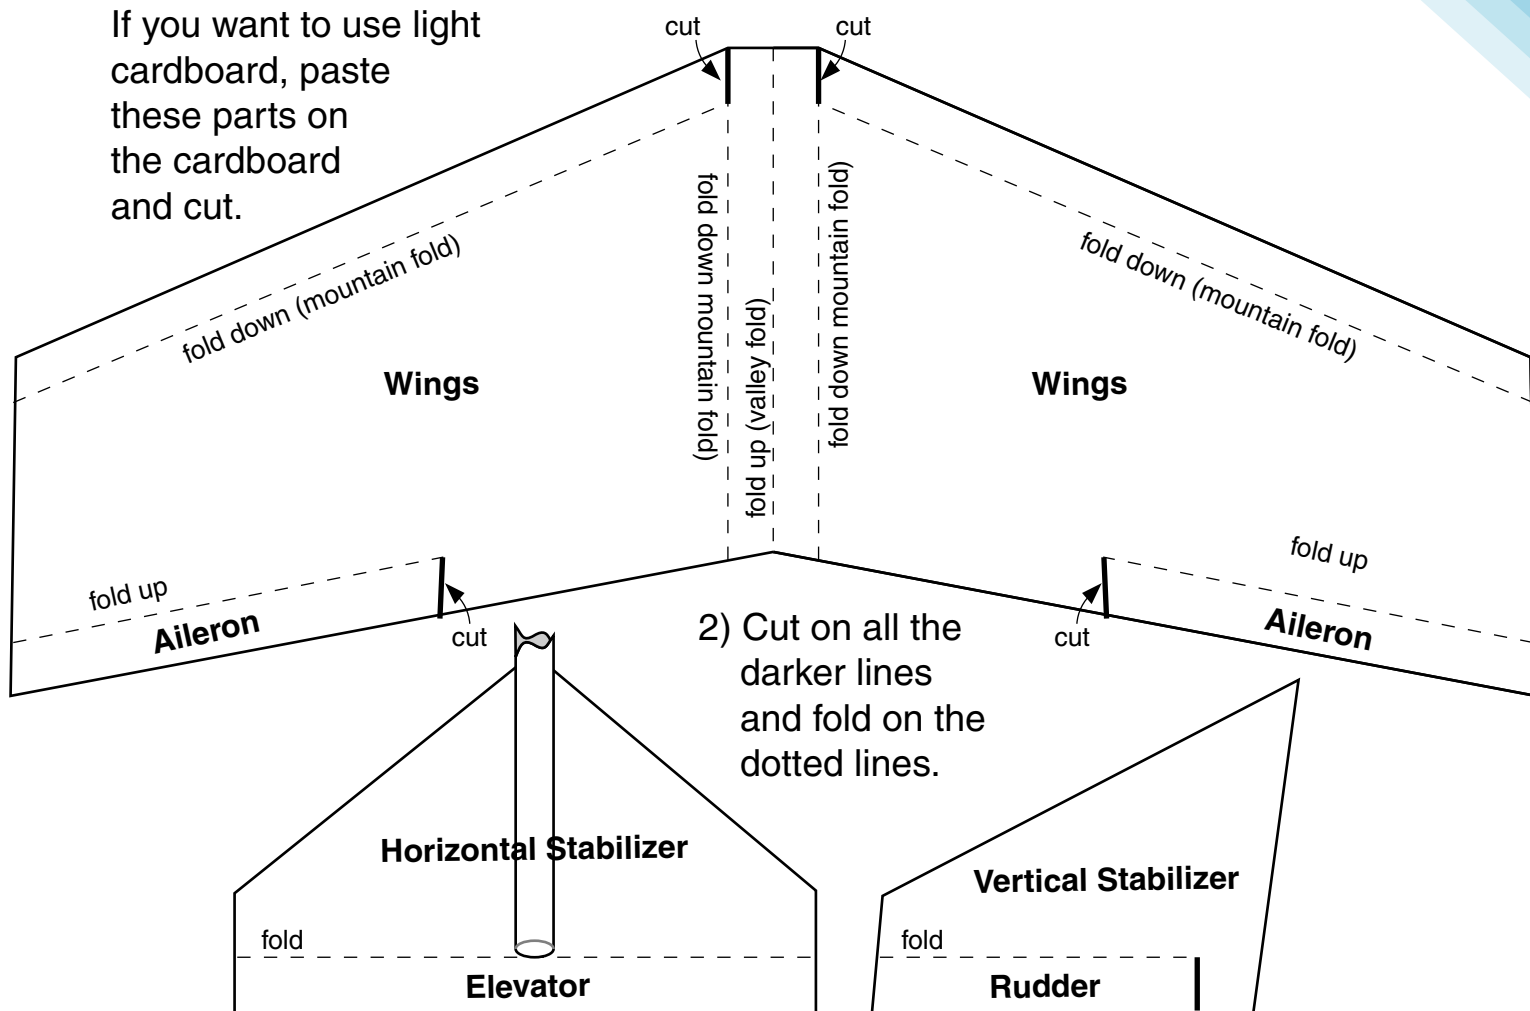 If you want to use light
cardboard, paste
these parts on
the cardboard
and cut.
cut
cut
fold down (mountain fold)
fold down mountain fold)
fold up (valley fold)
fold down mountain fold)
fold down (mountain fold)
Wings
Wings
fold up
Aileron
cut
2) Cut on all the
darker lines
and fold on the
dotted lines.
cut
fold up
Aileron
Horizontal Stabilizer
fold
Elevator
Vertical Stabilizer
fold
Rudder